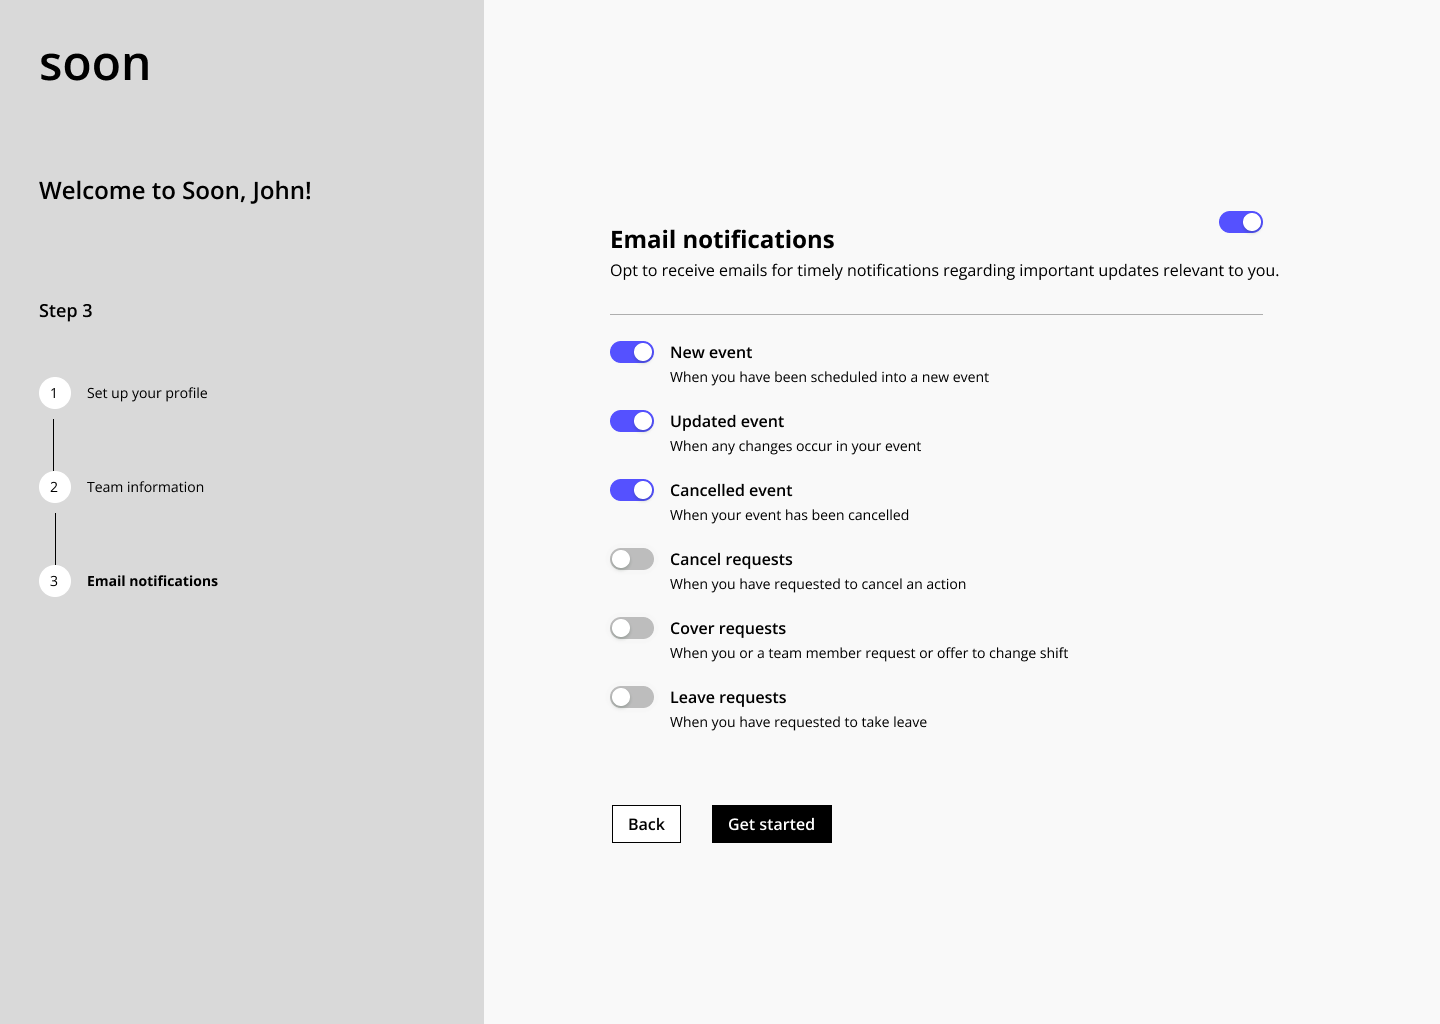 soon
Welcome to Soon, John!
Step 3
1 Set up your profile
2 Team information
3 Email notifications
Email notifications
Opt to receive emails for timely notifications regarding important updates relevant to you.
New event
When you have been scheduled into a new event
Updated event
When any changes occur in your event
Cancelled event
When your event has been cancelled
Cancel requests
When you have requested to cancel an action
Cover requests
When you or a team member request or offer to change shift
Leave requests
When you have requested to take leave
Back Get started